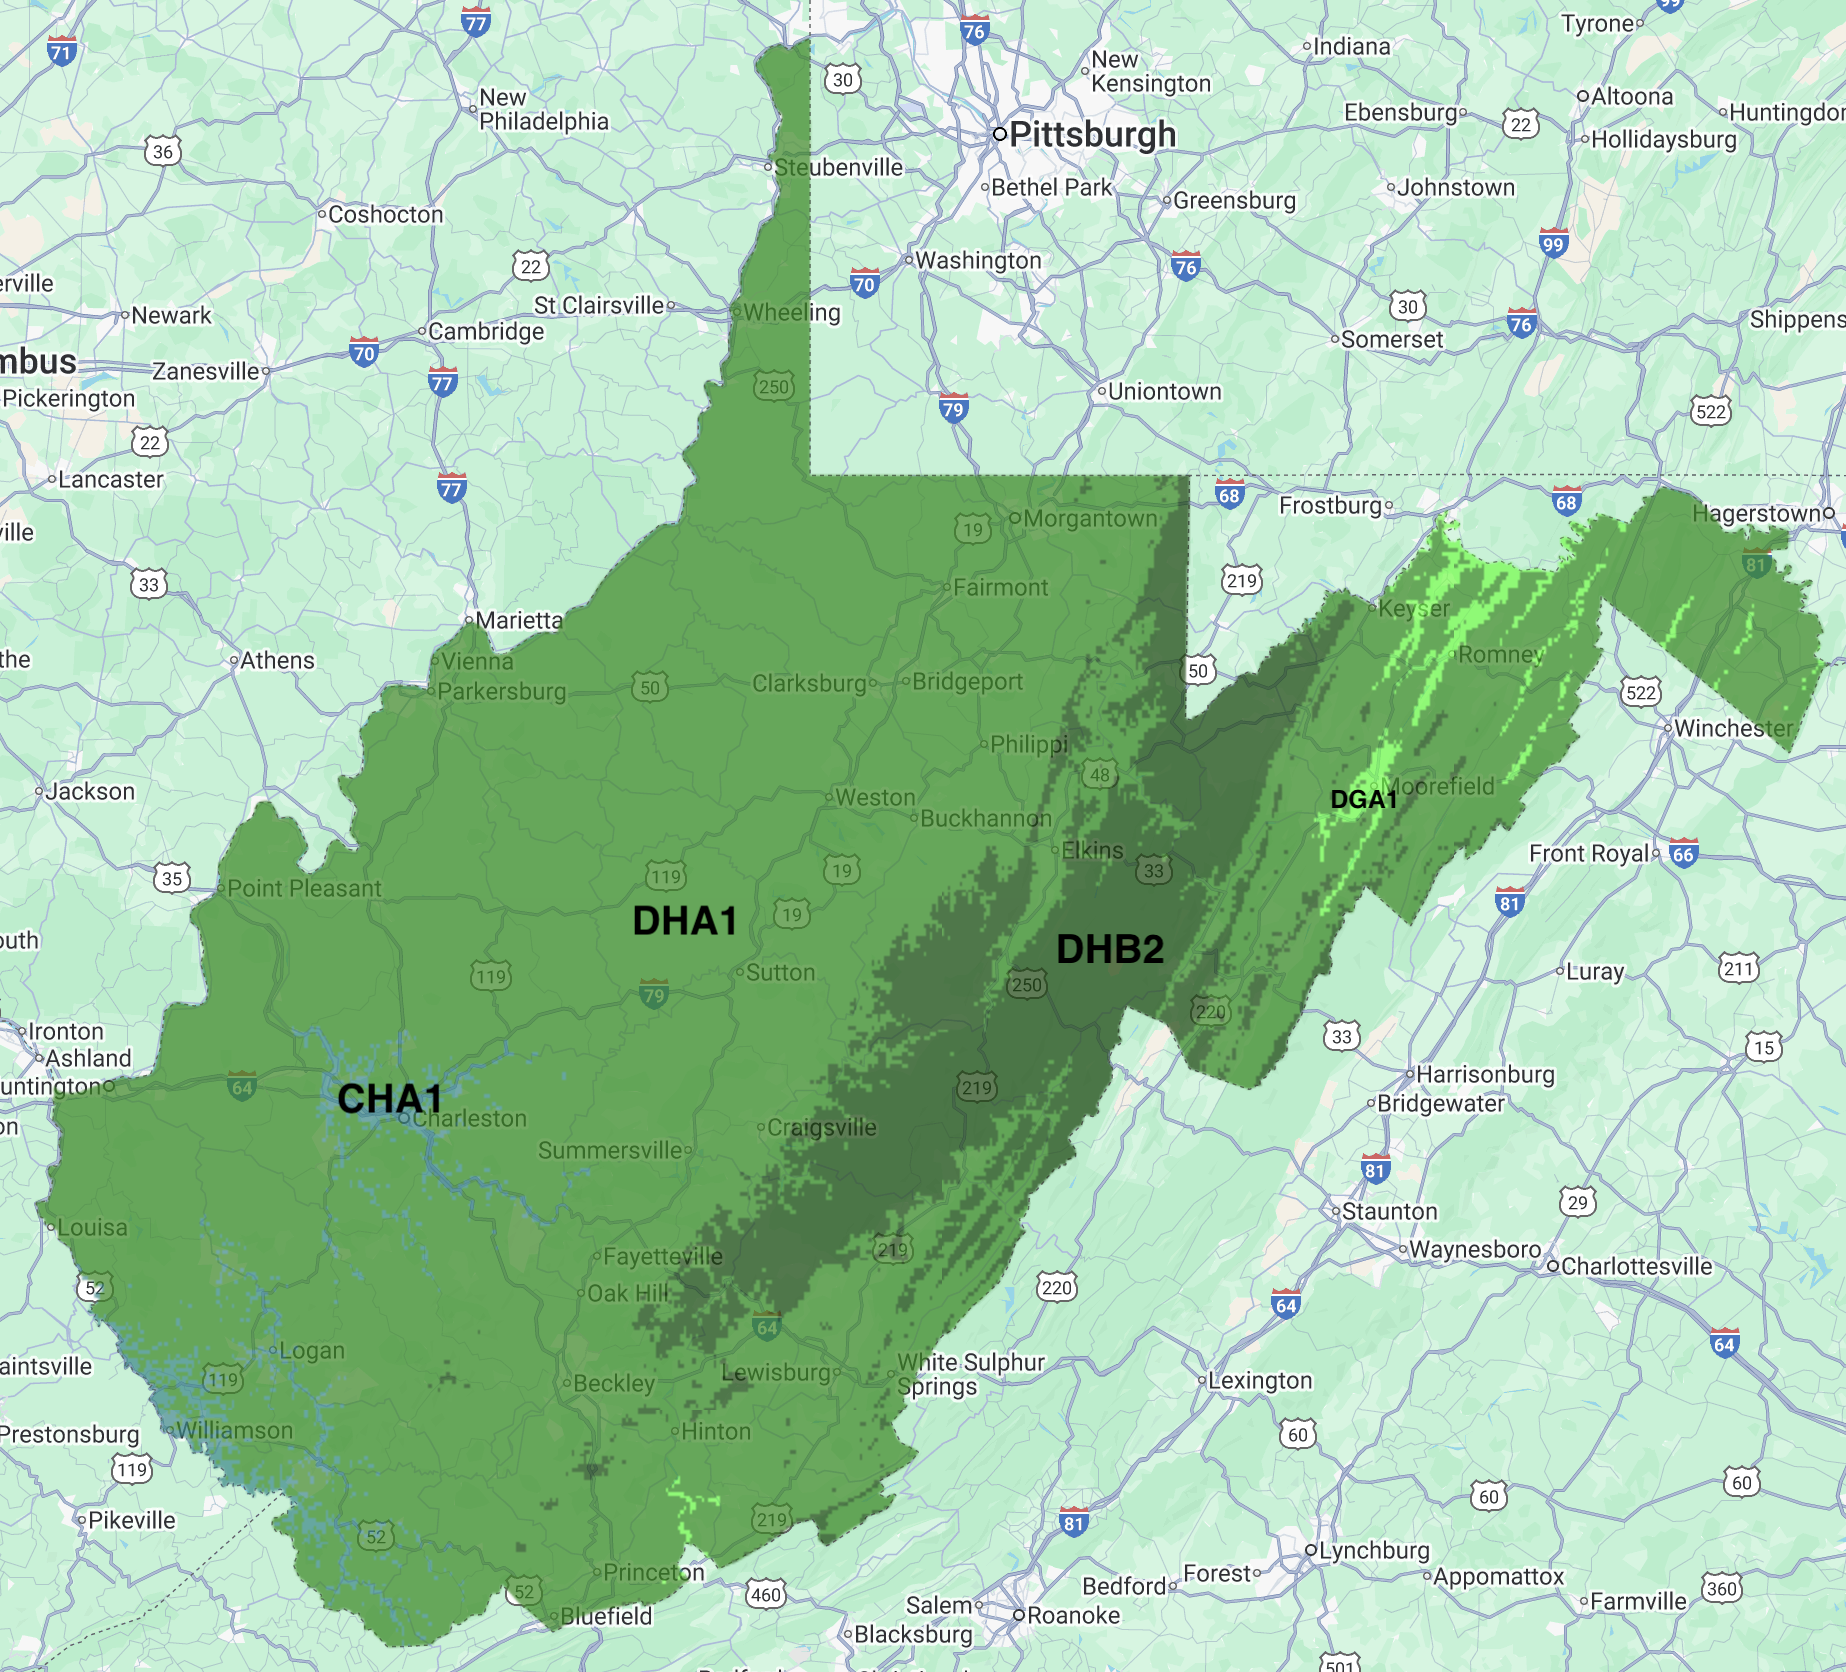 77
76
99
71
Tyrone
Indiana
New
Kensington
30
Altoona
New
Philadelphia
Ebensburg
22
Huntingdon
Pittsburgh
Hollidaysburg
36
Steubenville
Bethel Park
Johnstown
Greensburg
Coshocton
99
22
Washington
76
70
erville
St Clairsville
30
Newark
Wheeling
Shippens
76
Cambridge
Somerset
mbus
70
Zanesville
77
250
Uniontown
Pickerington
79
522
22
Lancaster
77
68
68
Frostburg
Hagerstown
Morgantown
19
ville
81
33
219
Fairmont
Keyser
Marietta
the
Athens
Vienna
Romney
50
Parkersburg
50
Clarksburg
Bridgeport
522
Winchester
Philippi
48
Jackson
Moorefield
Weston
DGA1
Buckhannon
Elkins
Front Royal
66
35
119
19
33
Point Pleasant
81
19
DHA1
outh
DHB2
Sutton
Luray
211
119
79
250
220
Ironton
33
Ashland
15
untington
64
219
Harrisonburg
CHA1
Bridgewater
Charleston
on
Craigsville
Summersville
81
29
Louisa
Staunton
219
Waynesboro
Fayetteville
Charlottesville
52
Oak Hill
220
64
64
64
Logan
aintsville
White Sulphur
Springs
Lewisburg
119
Beckley
Lexington
Williamson
Hinton
Prestonsburg
60
119
60
60
Pikeville
219
81
52
Lynchburg
Princeton
52
460
Bedford
Forest
Appomattox
360
Salem
Farmville
Bluefield
Roanoke
Blacksburg
501